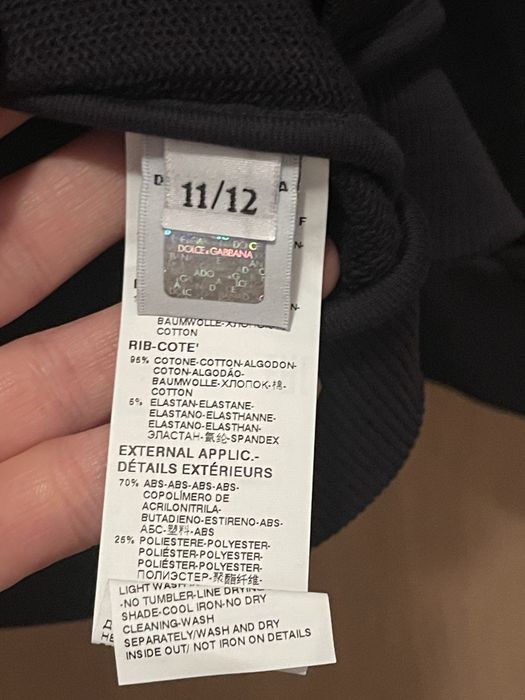 11/12
DOLCE&GABBANA
BAUMWOLLE-ХЛОПОК
COTTON
RIB-COTE'
95% COTONE-COTTON-ALGODON-
COTON-ALGODÃO-
BAUMWOLLE-ХЛОПОК-棉-
COTTON
5% ELASTAN-ELASTANE-
ELASTANO-ELASTHANNE-
ELASTANO-ELASTHAN-
ЭЛАСТАН-氨纶-SPANDEX
EXTERNAL APPLIC.-
DÉTAILS EXTÉRIEURS
70% ABS-ABS-ABS-ABS-
COPOLÍMERO DE
ACRILONITRILA-
BUTADIENO-ESTIRENO-ABS-
АБС-塑料-ABS
25% POLIESTERE-POLYESTER-
POLIÉSTER-POLYESTER-
POLIÉSTER-POLYESTER-
ПОЛИЭСТЕР-聚酯纤维-
LIGHT WASH
-NO TUMBLER-LINE DRYING
SHADE-COOL IRON-NO DRY
CLEANING-WASH
SEPARATELY/WASH AND DRY
INSIDE OUT/ NOT IRON ON DETAILS